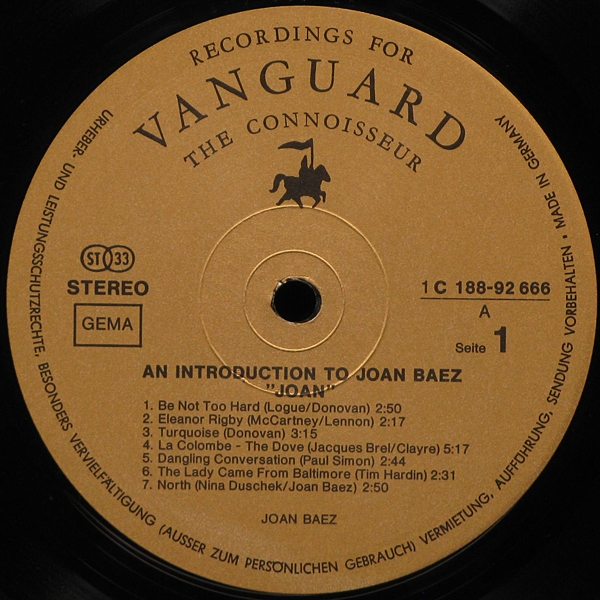 RECORDINGS FOR
VANGUARD
THE CONNOISSEUR
URHEBER- UND LEISTUNGSSCHUTZRECHTE, BESONDERS VERVIELFÄLTIGUNG (AUSSER ZUM PERSÖNLICHEN GEBRAUCH) VERMIETUNG, AUFFÜHRUNG, SENDUNG VORBEHALTEN • MADE IN GERMANY
ST 33
STEREO
GEMA
1 C 188-92 666
A
Seite 1
AN INTRODUCTION TO JOAN BAEZ
"JOAN"
1. Be Not Too Hard (Logue/Donovan) 2:50
2. Eleanor Rigby (McCartney/Lennon) 2:17
3. Turquoise (Donovan) 3:15
4. La Colombe - The Dove (Jacques Brel/Clayre) 5:17
5. Dangling Conversation (Paul Simon) 2:44
6. The Lady Came From Baltimore (Tim Hardin) 2:31
7. North (Nina Duschek/Joan Baez) 2:50
JOAN BAEZ